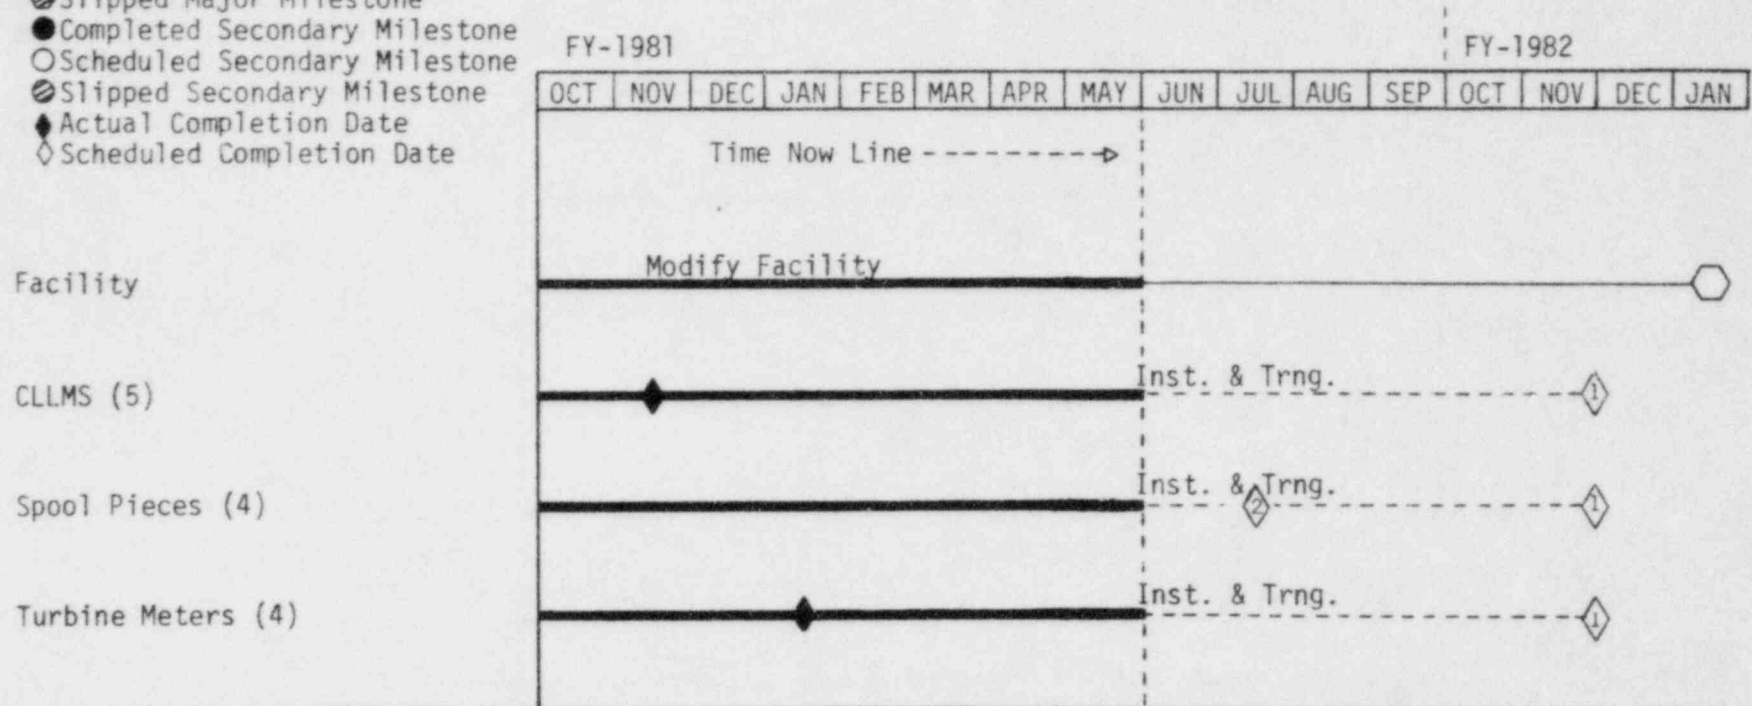 Slipped Major Milestone
Completed Secondary Milestone
Scheduled Secondary Milestone
Slipped Secondary Milestone
Actual Completion Date
Scheduled Completion Date
FY-1981 FY-1982
OCT NOV DEC JAN FEB MAR APR MAY JUN JUL AUG SEP OCT NOV DEC JAN
Time Now Line
Modify Facility
Facility
Inst. & Trng.
CLLMS (5) 1
Inst. & Trng.
Spool Pieces (4) 2 1
Inst. & Trng.
Turbine Meters (4) 1